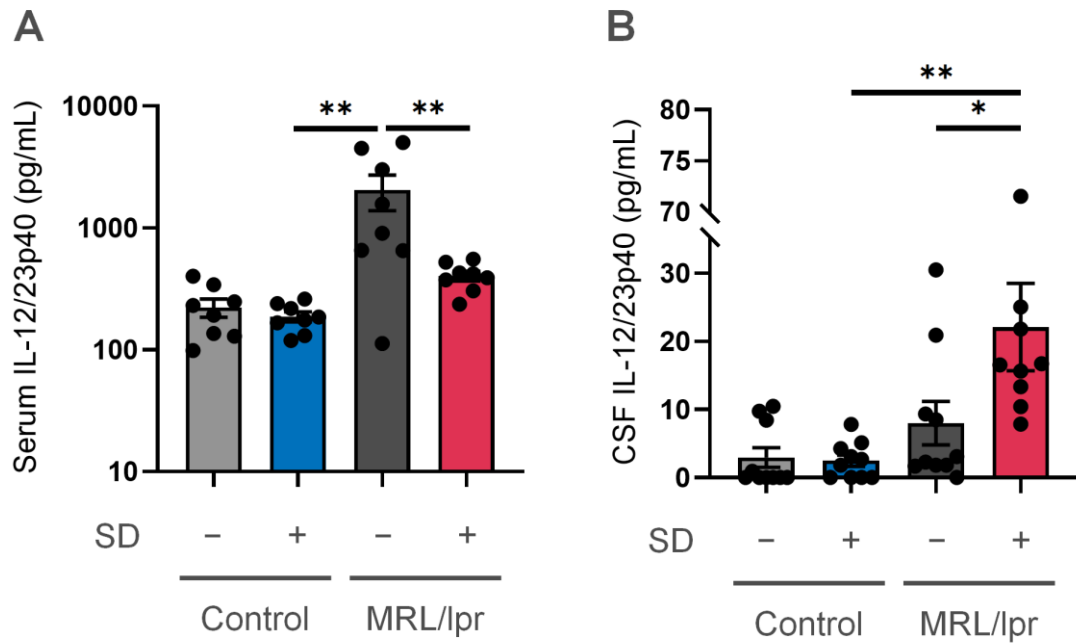 A
Serum IL-12/23p40 (pg/mL)
10000
1000
100
10
** **
SD − + − +
Control MRL/lpr
B
CSF IL-12/23p40 (pg/mL)
80
75
70
30
20
10
0
**
*
SD − + − +
Control MRL/lpr